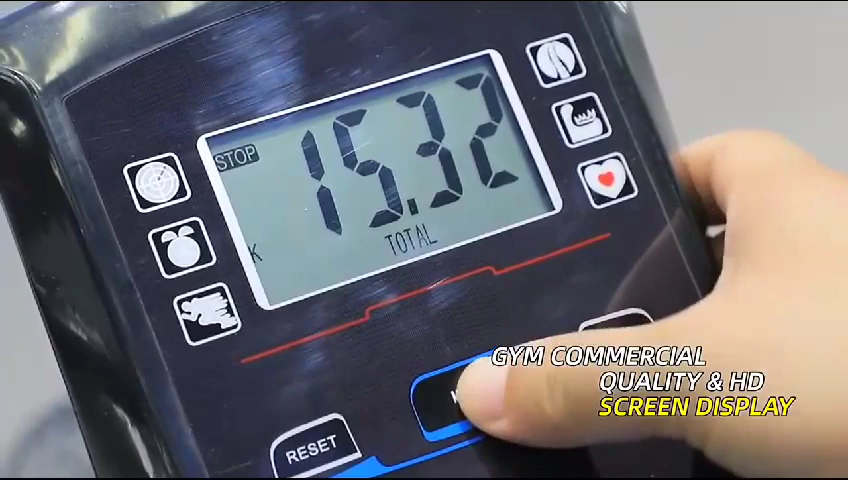 STOP
15.32
K
TOTAL
RESET
GYM COMMERCIAL
QUALITY & HD
SCREEN DISPLAY